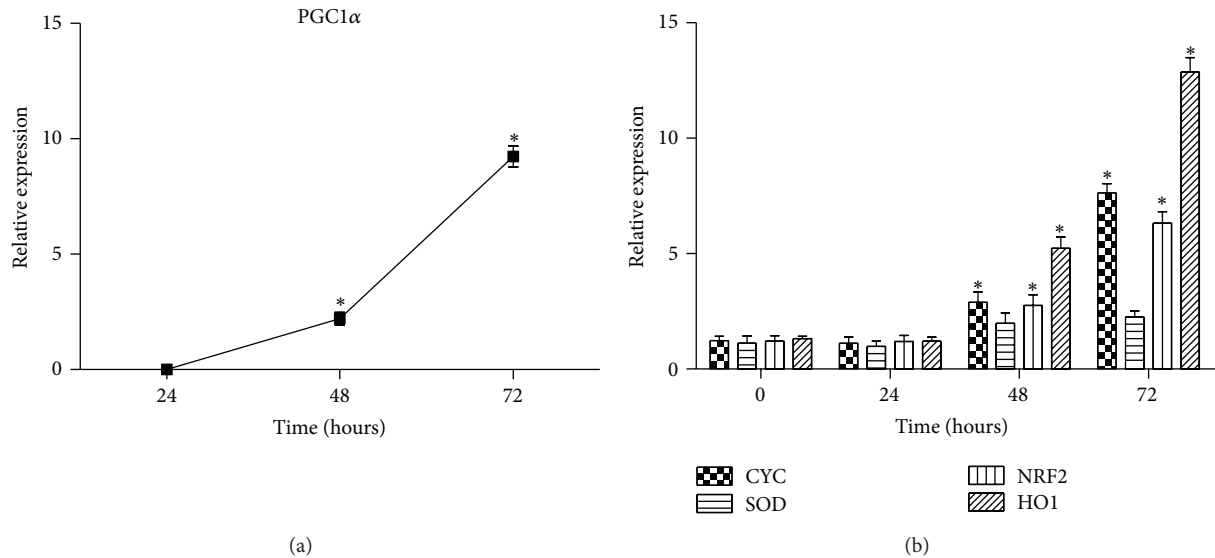 PGC1α
15
10
5
0
Relative expression
*
*
24
48
72
Time (hours)
(a)
15
10
5
0
Relative expression
*
*
*
*
*
*
0
24
48
72
Time (hours)
CYC
NRF2
SOD
HO1
(b)